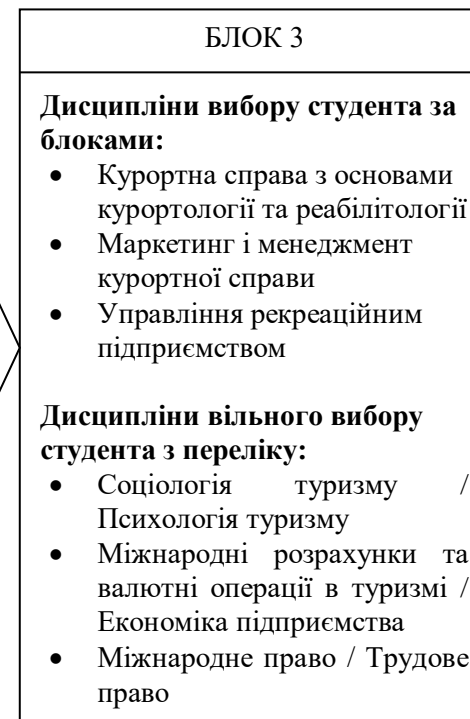 БЛОК 3
Дисципліни вибору студента за
блоками:
• Курортна справа з основами
курортології та реабілітології
• Маркетинг і менеджмент
курортної справи
• Управління рекреаційним
підприємством
Дисципліни вільного вибору
студента з переліку:
• Соціологія туризму /
Психологія туризму
• Міжнародні розрахунки та
валютні операції в туризмі /
Економіка підприємства
• Міжнародне право / Трудове
право